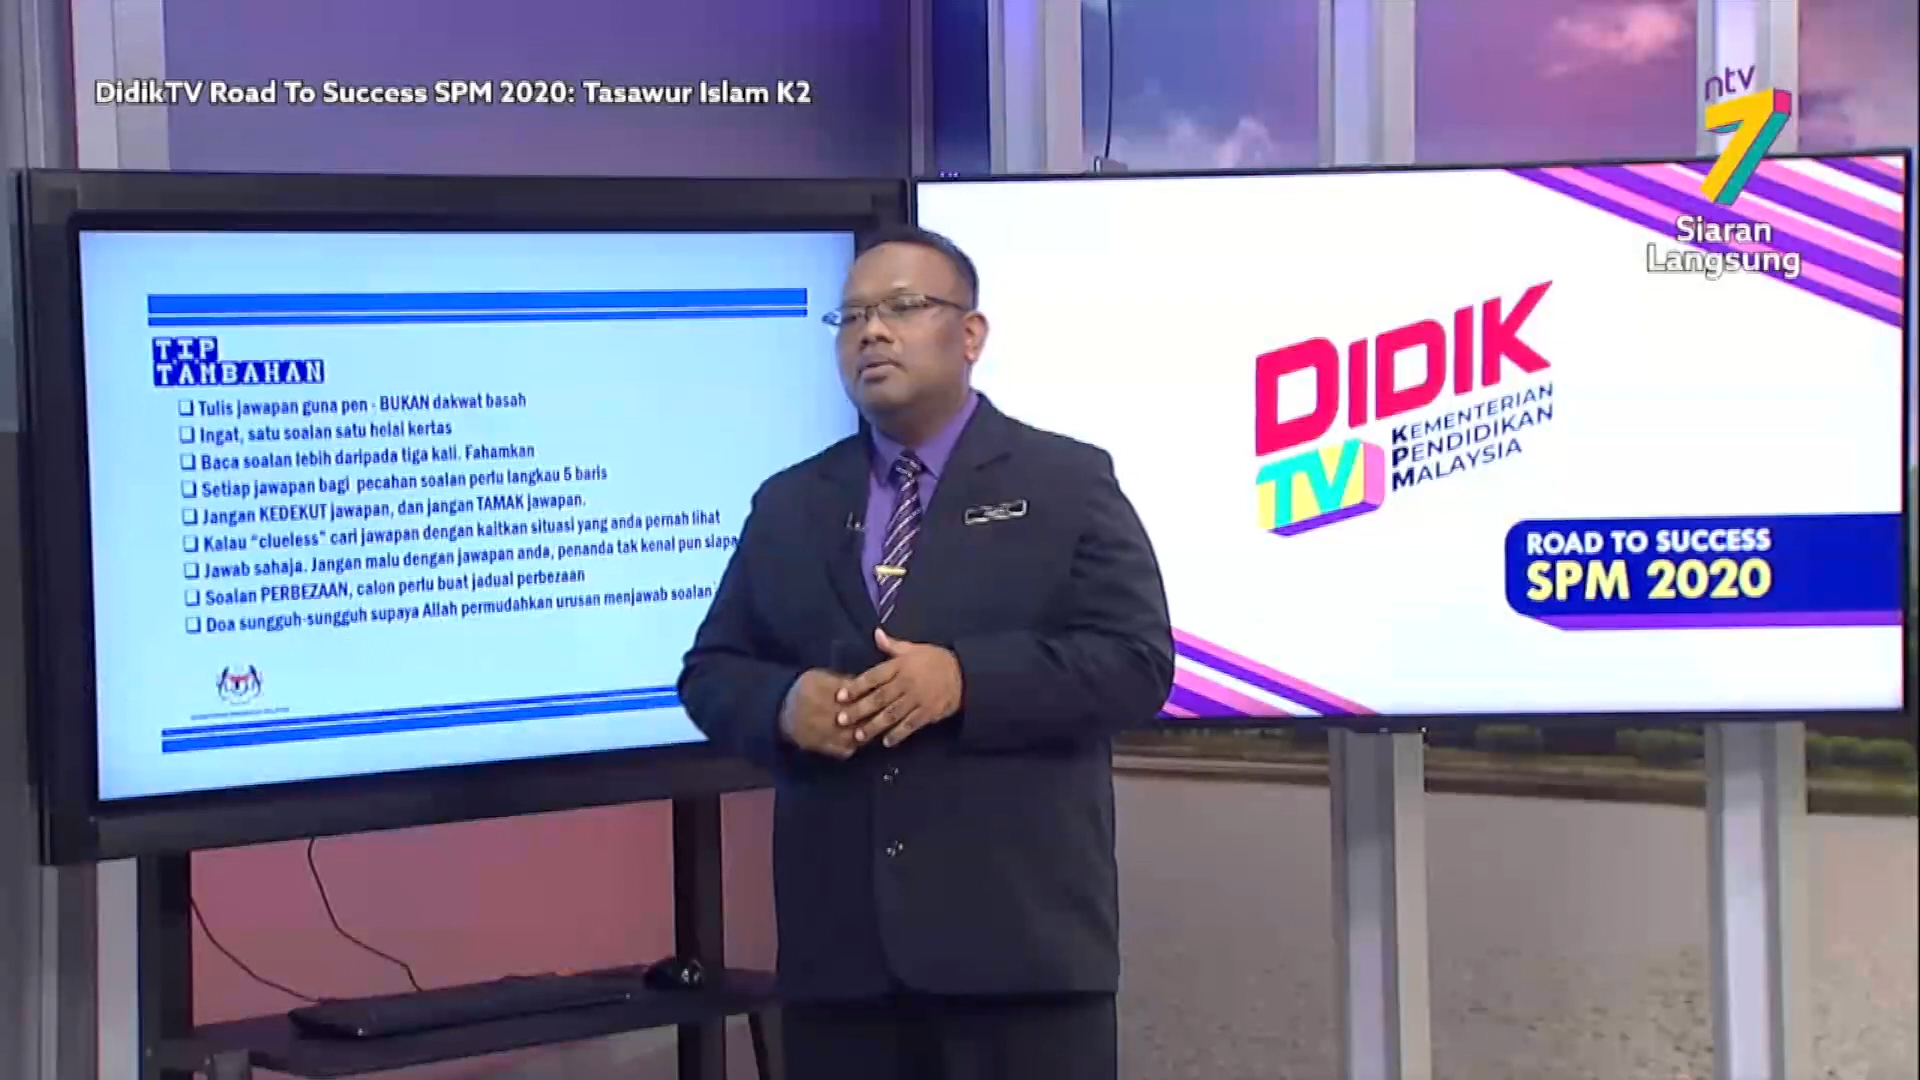 DidikTV Road To Success SPM 2020: Tasawur Islam K2
ntv
7
Siaran
Langsung
TIP
TAMBAHAN
Tulis jawapan guna pen - BUKAN dakwat basah
Ingat, satu soalan satu helai kertas
Baca soalan lebih daripada tiga kali. Fahamkan
Setiap jawapan bagi pecahan soalan perlu langkau 5 baris
Jangan KEDEKUT jawapan, dan jangan TAMAK jawapan.
Kalau “clueless” cari jawapan dengan kaitkan situasi yang anda pernah lihat
Jawab sahaja. Jangan malu dengan jawapan anda, penanda tak kenal pun siapa
Soalan PERBEZAAN, calon perlu buat jadual perbezaan
Doa sungguh-sungguh supaya Allah permudahkan urusan menjawab soalan
DIDIK
TV
KEMENTERIAN
PENDIDIKAN
MALAYSIA
ROAD TO SUCCESS
SPM 2020